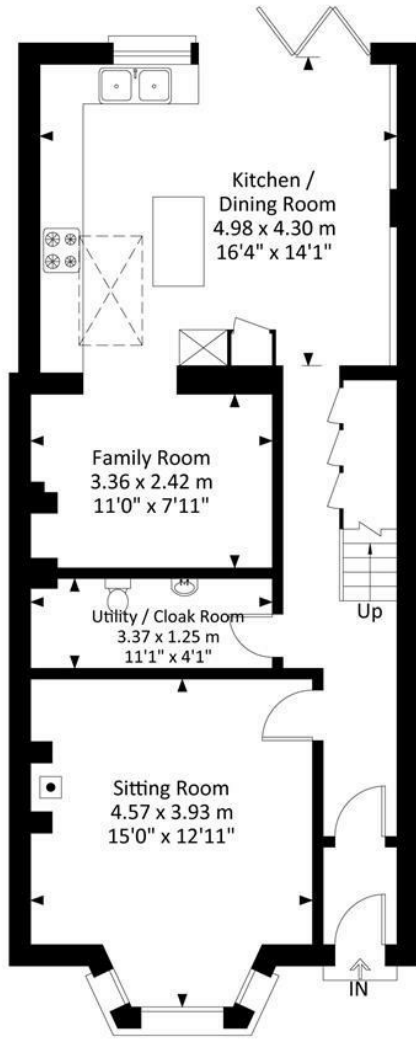 Kitchen /
Dining Room
4.98 x 4.30 m
16'4" x 14'1"
Family Room
3.36 x 2.42 m
11'0" x 7'11"
Utility / Cloak Room
3.37 x 1.25 m
11'1" x 4'1"
Up
Sitting Room
4.57 x 3.93 m
15'0" x 12'11"
IN